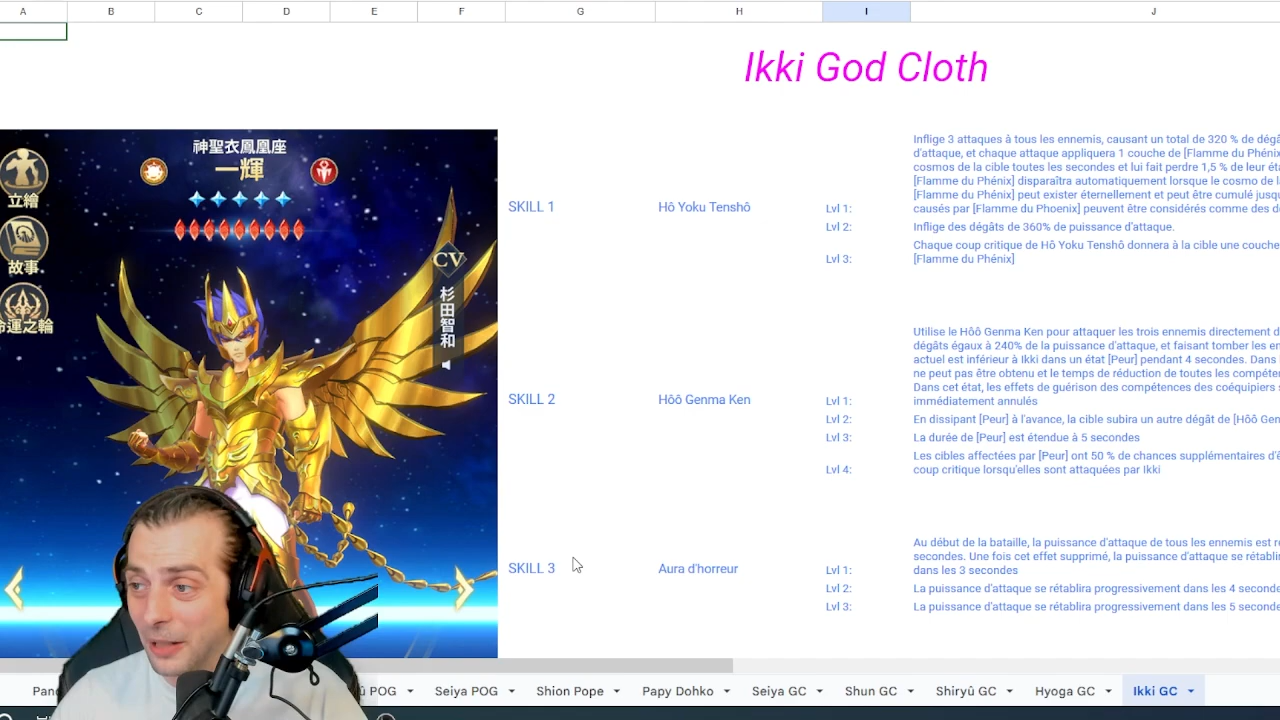 A B C D E F G H I J
Ikki God Cloth
神聖衣鳳凰座
一輝
立繪
故事
命運之輪
CV
杉田智和
SKILL 1
Hô Yoku Tenshô
Lvl 1:
Inflige 3 attaques à tous les ennemis, causant un total de 320 % de
d'attaque, et chaque attaque appliquera 1 couche de [Flamme du Phéni
cosmos de la cible toutes les secondes et lui fait perdre 1,5 % de leur
[Flamme du Phénix] disparaîtra automatiquement lorsque le cosmo de
[Flamme du Phénix] peut exister éternellement et peut être cumulé
causés par [Flamme du Phoenix] peuvent être considérés comme des
Lvl 2:
Inflige des dégâts de 360% de puissance d'attaque.
Lvl 3:
Chaque coup critique de Hô Yoku Tenshô donnera à la cible une couche
[Flamme du Phénix]
SKILL 2
Hôô Genma Ken
Lvl 1:
Utilise le Hôô Genma Ken pour attaquer les trois ennemis directement
dégâts égaux à 240% de la puissance d'attaque, et faisant tomber les
actuel est inférieur à Ikki dans un état [Peur] pendant 4 secondes. Dans
ne peut pas être obtenu et le temps de réduction de toutes les
Dans cet état, les effets de guérison des compétences des coéquipiers
immédiatement annulés
Lvl 2:
En dissipant [Peur] à l'avance, la cible subira un autre dégât de [Hôô Gen
Lvl 3:
La durée de [Peur] est étendue à 5 secondes
Lvl 4:
Les cibles affectées par [Peur] ont 50 % de chances supplémentaires
coup critique lorsqu'elles sont attaquées par Ikki
SKILL 3
Aura d'horreur
Lvl 1:
Au début de la bataille, la puissance d'attaque de tous les ennemis est
secondes. Une fois cet effet supprimé, la puissance d'attaque se
dans les 3 secondes
Lvl 2:
La puissance d'attaque se rétablira progressivement dans les 4
Lvl 3:
La puissance d'attaque se rétablira progressivement dans les 5
POG Seiya POG Shion Pope Papy Dohko Seiya GC Shun GC Shiryû GC Hyoga GC Ikki GC